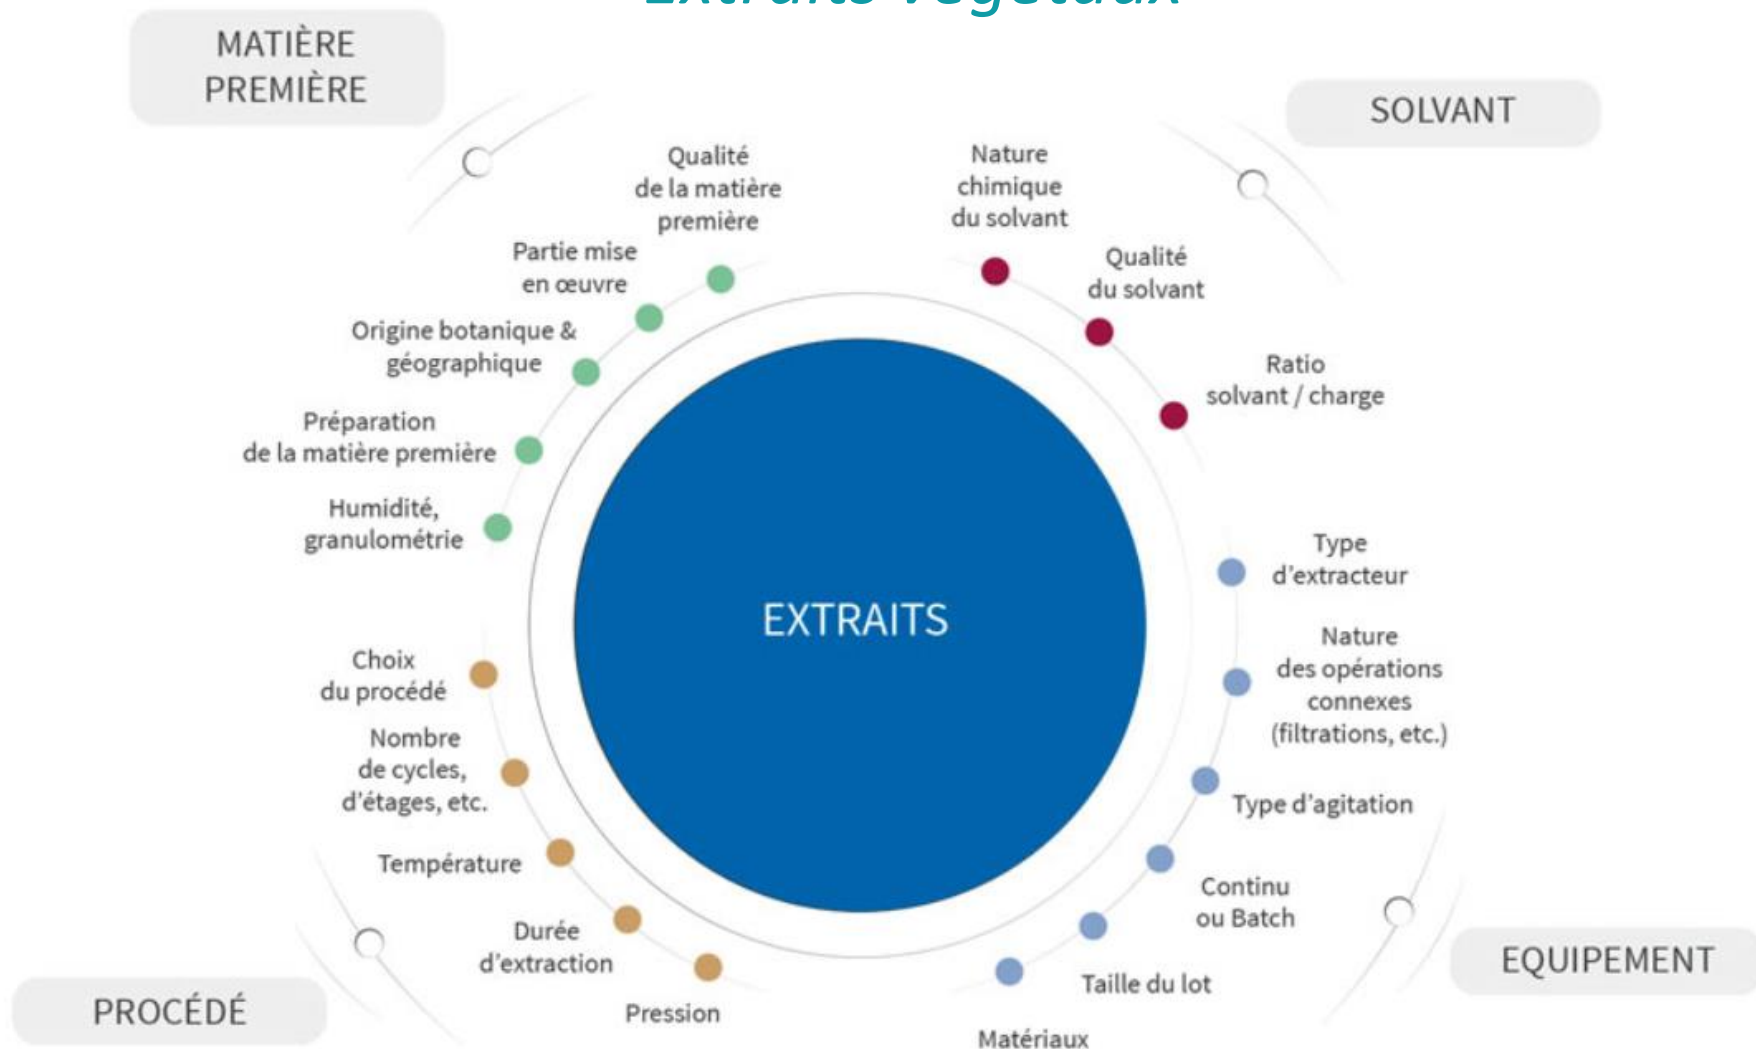 Extraits végétaux
MATIÈRE
PREMIÈRE
Qualité
de la matière
première
Partie mise
en œuvre
Origine botanique &
géographique
Préparation
de la matière première
Humidité,
granulométrie
SOLVANT
Nature
chimique
du solvant
Qualité
du solvant
Ratio
solvant / charge
EXTRAITS
Choix
du procédé
Nombre
de cycles,
d'étages, etc.
Température
Durée
d'extraction
Pression
PROCÉDÉ
Type
d'extracteur
Nature
des opérations
connexes
(filtrations, etc.)
Type d'agitation
Continu
ou Batch
Taille du lot
Matériaux
EQUIPEMENT